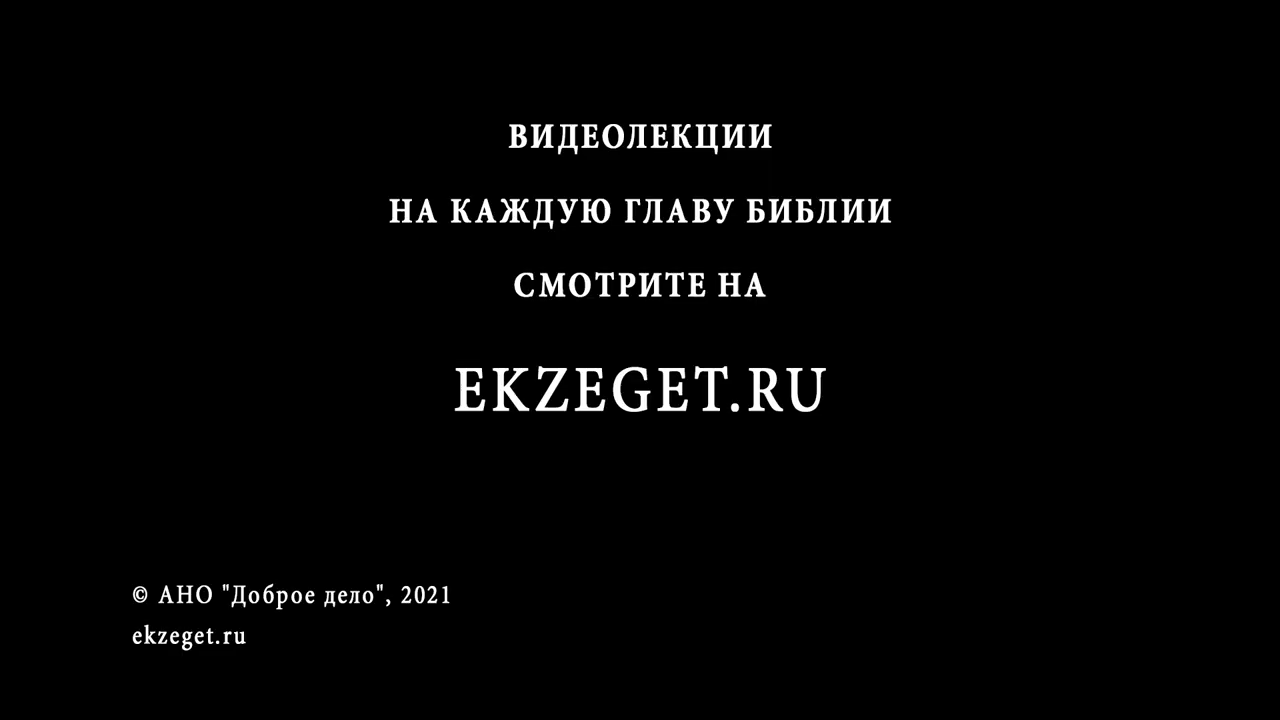 ВИДЕОЛЕКЦИИ
НА КАЖДУЮ ГЛАВУ БИБЛИИ
СМОТРИТЕ НА
EKZEGET.RU
© АНО "Доброе дело", 2021
ekzeget.ru